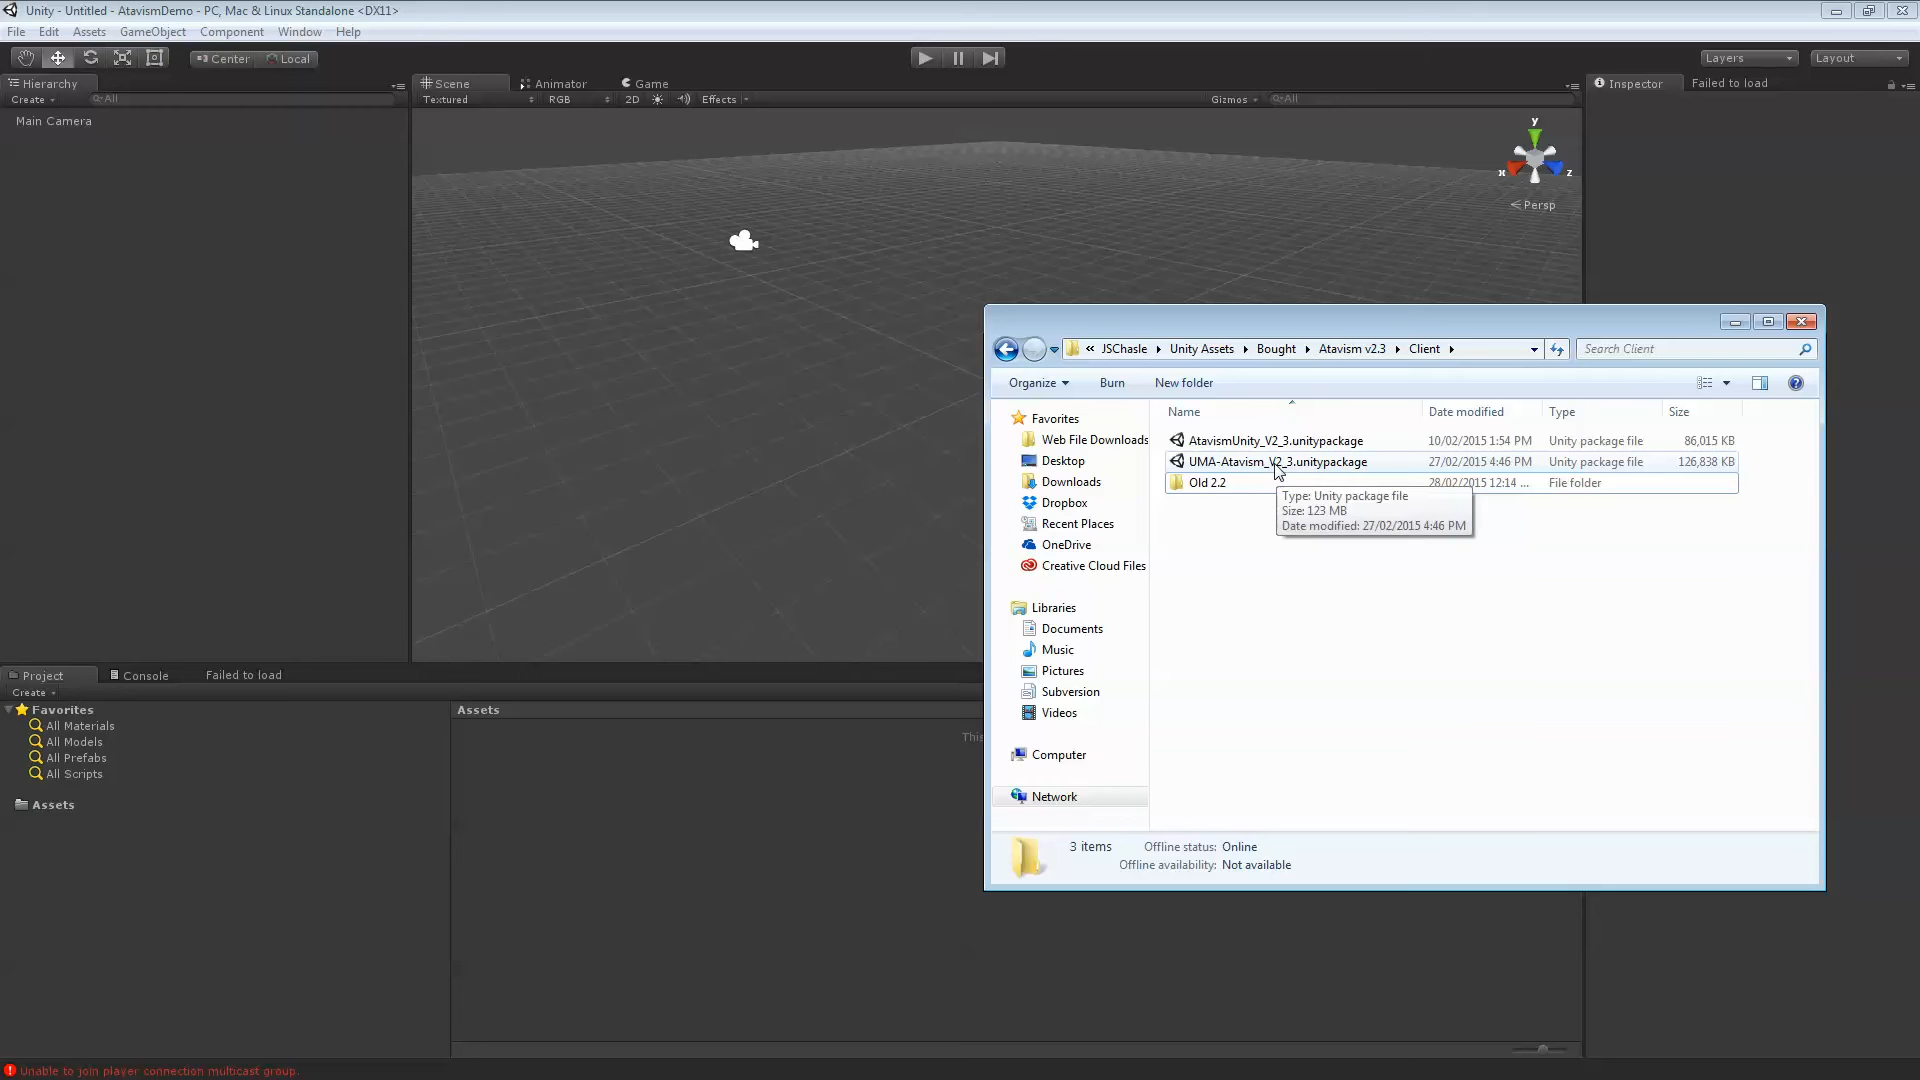 Unity - Untitled - AtavismDemo - PC, Mac & Linux Standalone <DX11>
File Edit Assets GameObject Component Window Help
Center Local Layers Layout
Hierarchy
Create All
Main Camera
Scene Animator Game
Textured RGB 2D Effects Gizmos All
y
x z
Persp
Inspector Failed to load
« JSChasle Unity Assets Bought Atavism v2.3 Client Search Client
Organize Burn New folder
Name Date modified Type Size
AtavismUnity_V2_3.unitypackage 10/02/2015 1:54 PM Unity package file 86,015 KB
UMA-Atavism_V2_3.unitypackage 27/02/2015 4:46 PM Unity package file 126,838 KB
Old 2.2 28/02/2015 12:14 ... File folder
Type: Unity package file
Size: 123 MB
Date modified: 27/02/2015 4:46 PM
Favorites
Web File Downloads
Desktop
Downloads
Dropbox
Recent Places
OneDrive
Creative Cloud Files
Libraries
Documents
Music
Pictures
Subversion
Videos
Computer
Network
3 items Offline status: Online
Offline availability: Not available
Project Console Failed to load
Create
Favorites
All Materials
All Models
All Prefabs
All Scripts
Assets
Assets
This
Unable to join player connection multicast group.